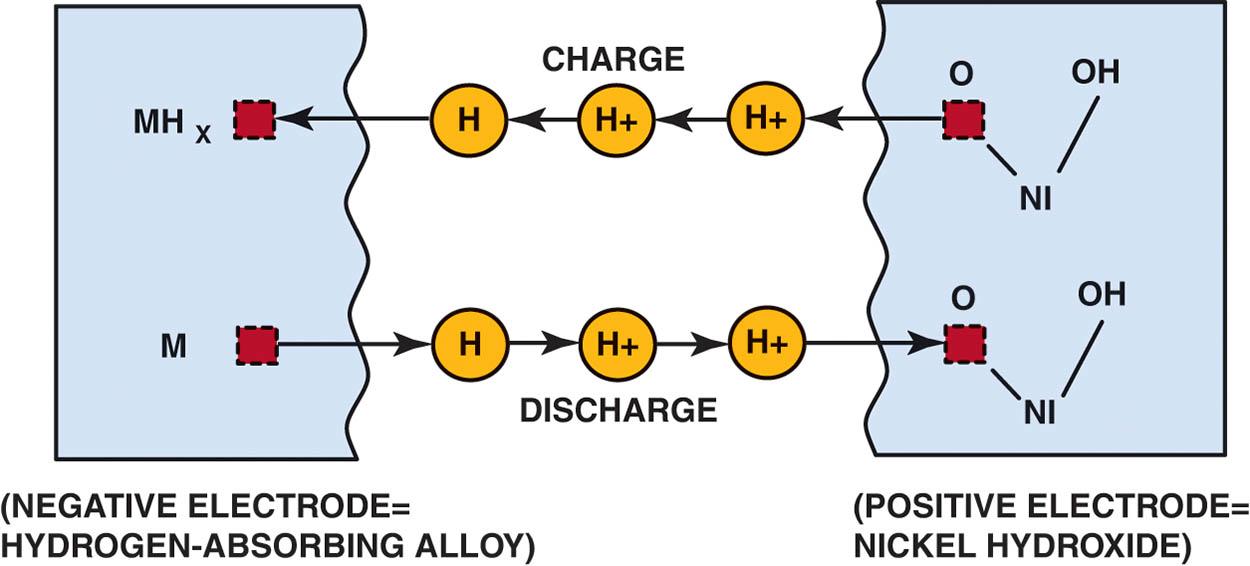 CHARGE
O
OH
MH X
H
H+
H+
NI
O
OH
M
H
H+
H+
NI
DISCHARGE
(NEGATIVE ELECTRODE=
HYDROGEN-ABSORBING ALLOY)
(POSITIVE ELECTRODE=
NICKEL HYDROXIDE)